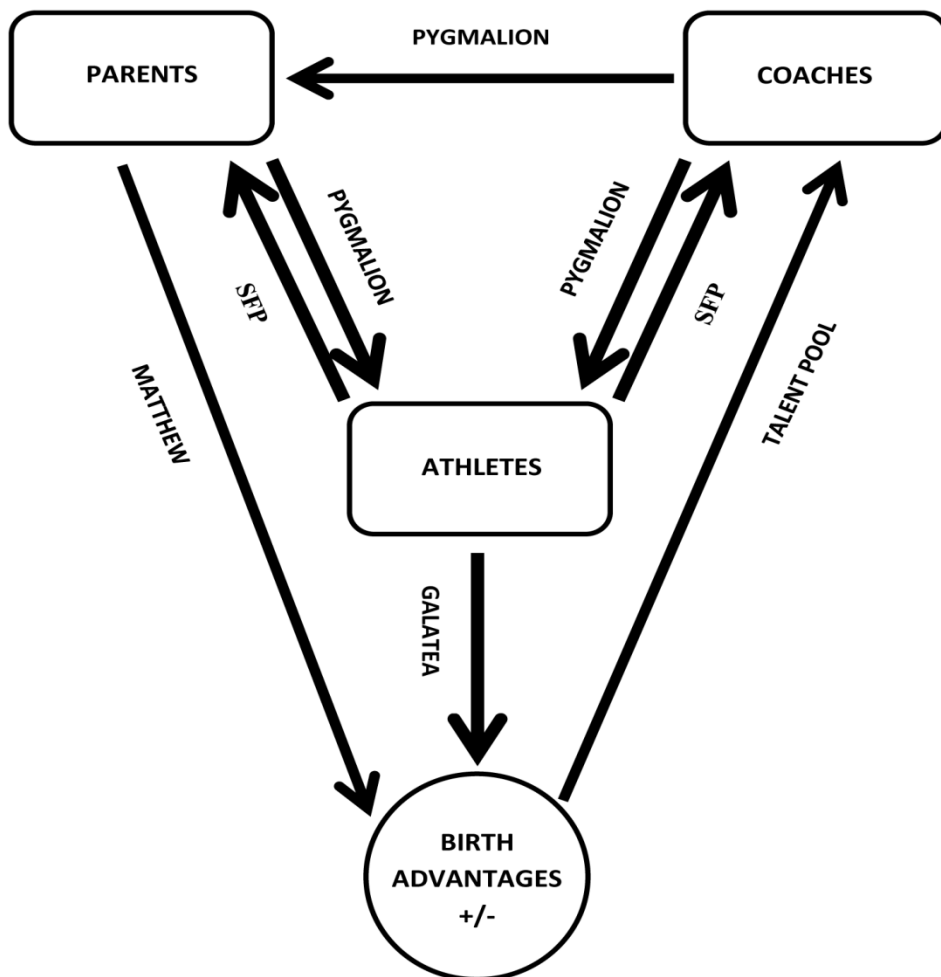 PYGMALION
PARENTS
COACHES
PYGMALION
SFP
PYGMALION
SFP
MATTHEW
TALENT POOL
ATHLETES
GALATEA
BIRTH
ADVANTAGES
+/-